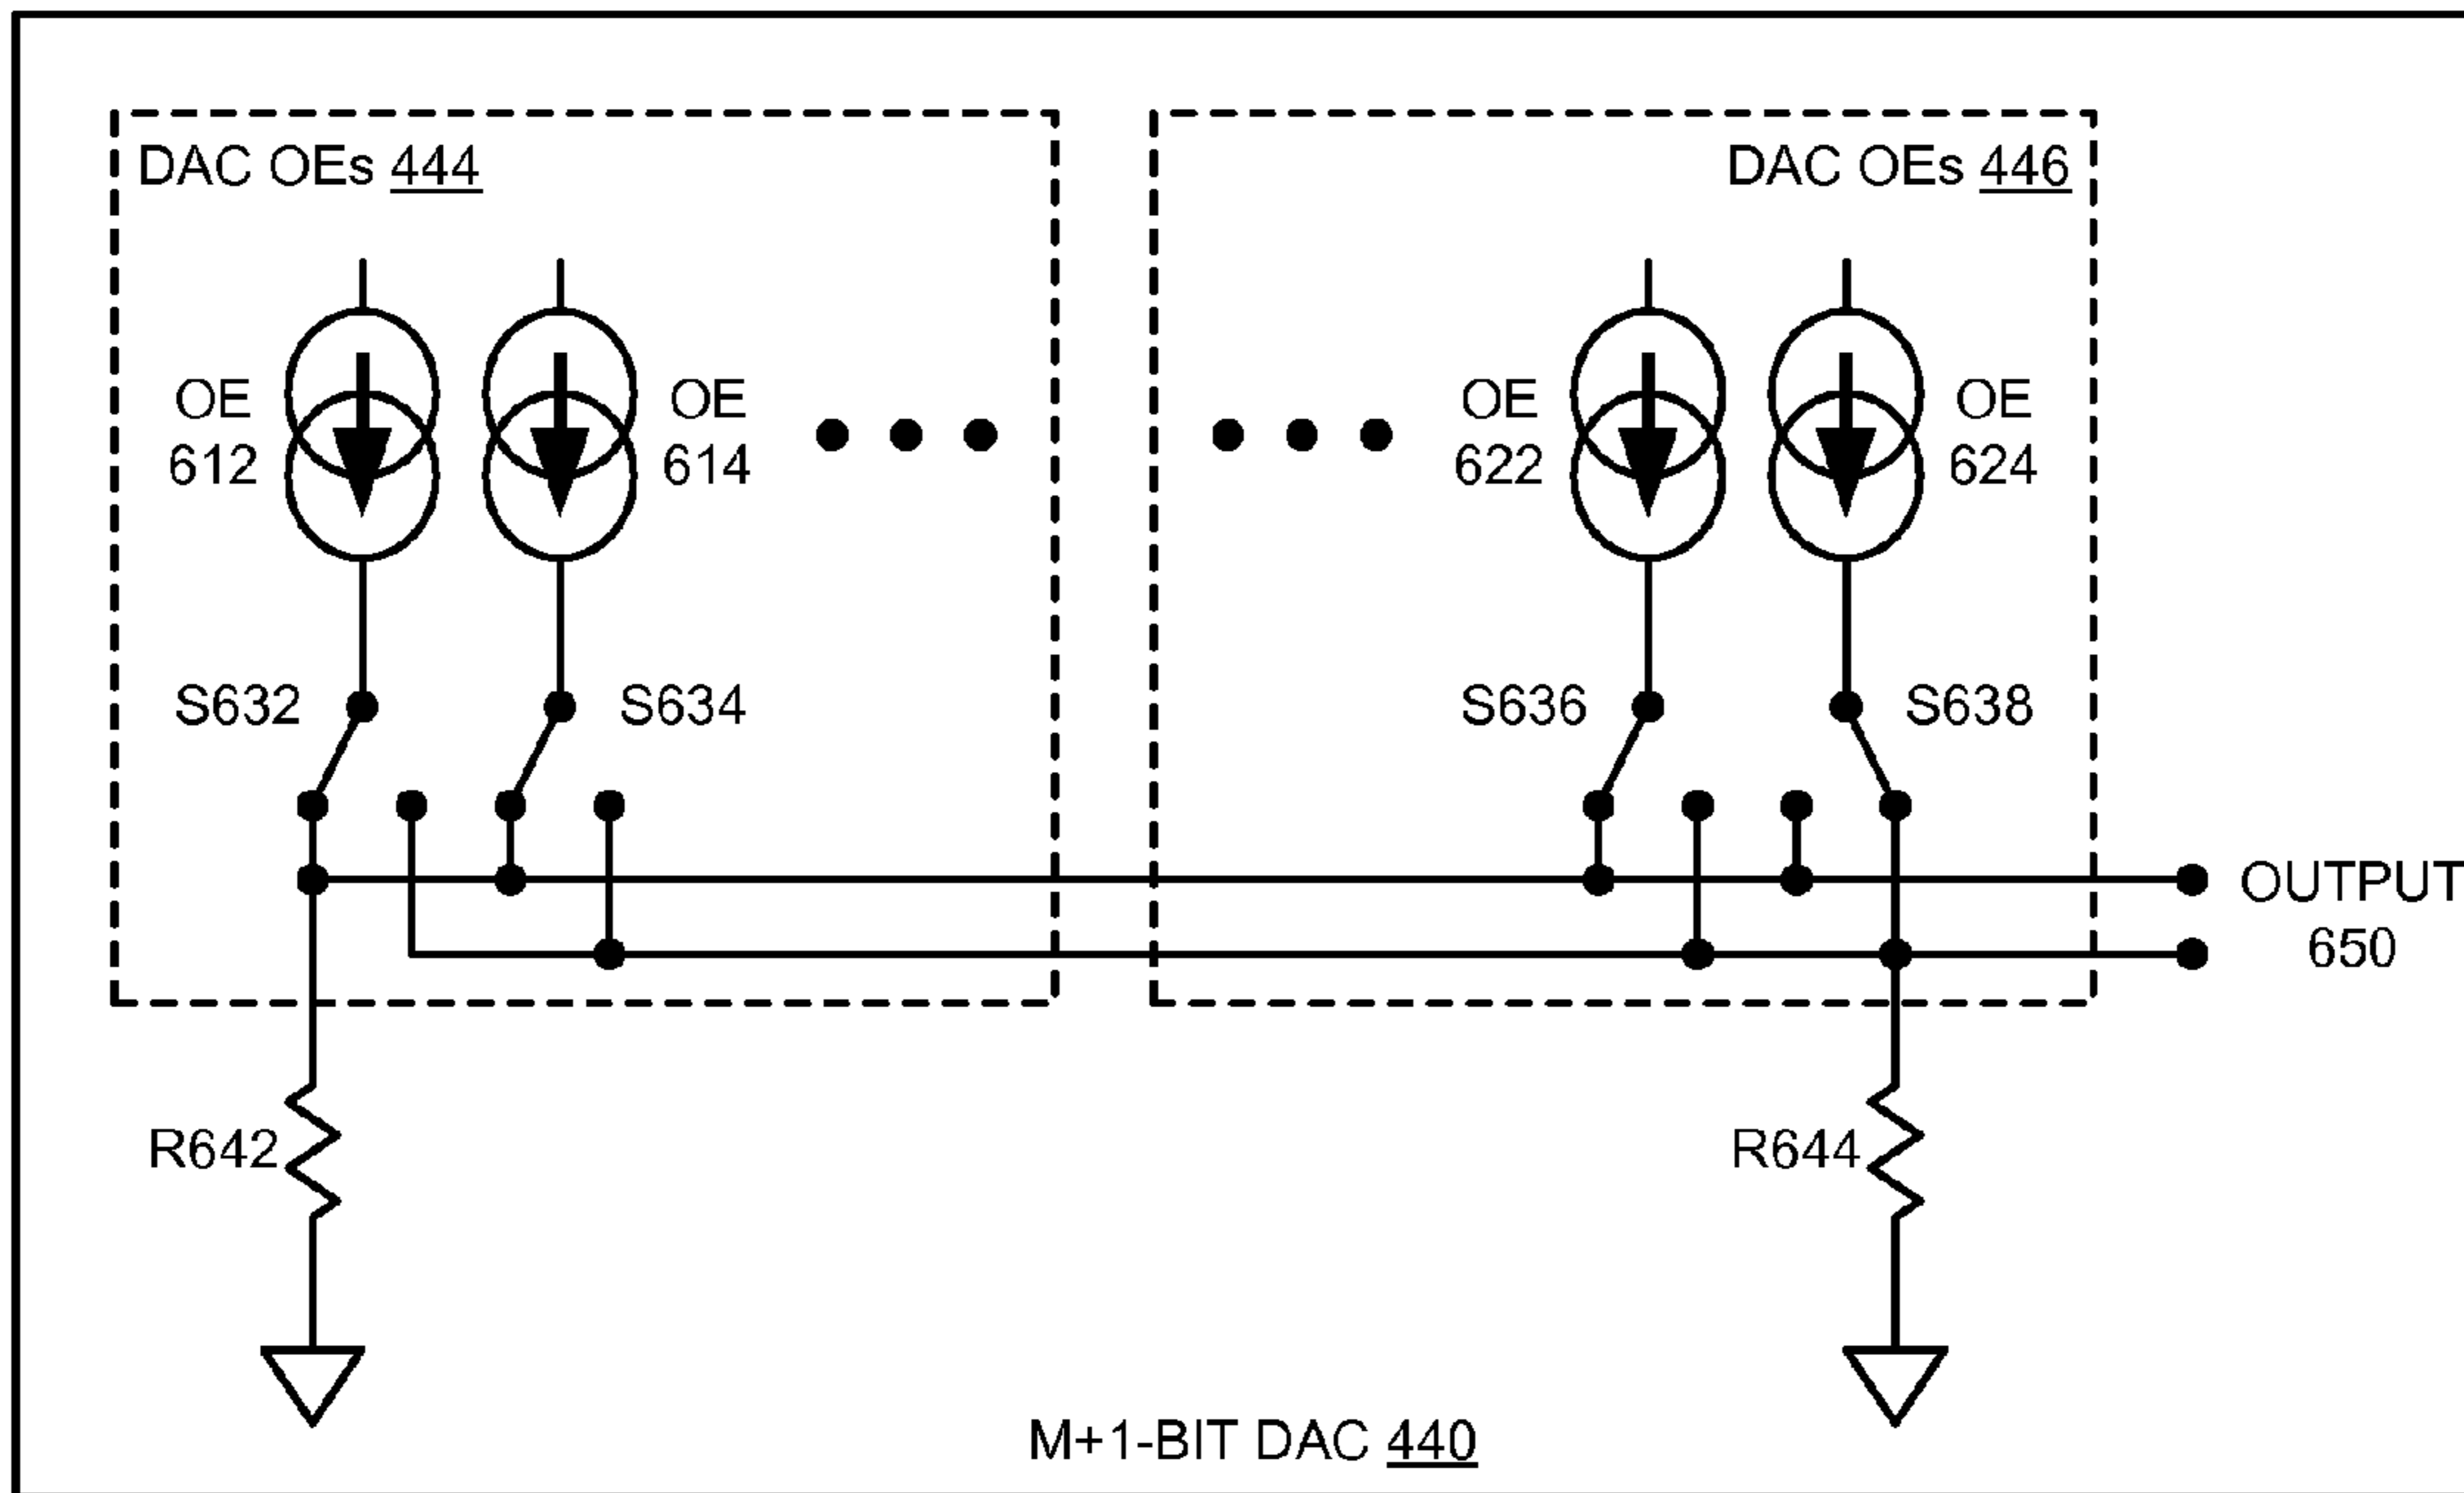 DAC OEs 444
DAC OEs 446
OE
612
OE
614
OE
622
OE
624
S632
S634
S636
S638
OUTPUT
650
R642
R644
M+1-BIT DAC 440